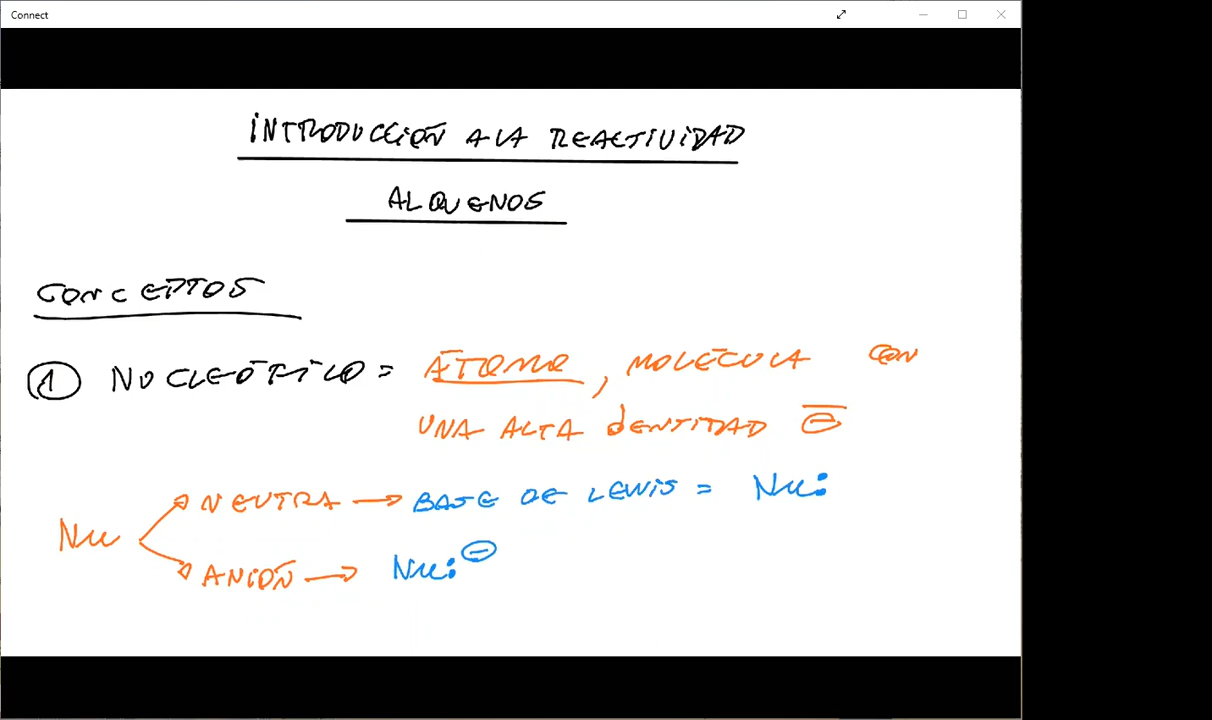 Connect
INTRODUCCIÓN A LA REACTIVIDAD
ALQUENOS
CONCEPTOS
① NUCLEÓFILO = ÁTOMO, MOLÉCULA CON
UNA ALTA dENTIDAD ⊖
Nu
NEUTRA → BASE DE LEWIS = Nu:
ANIÓN → Nu:⊖